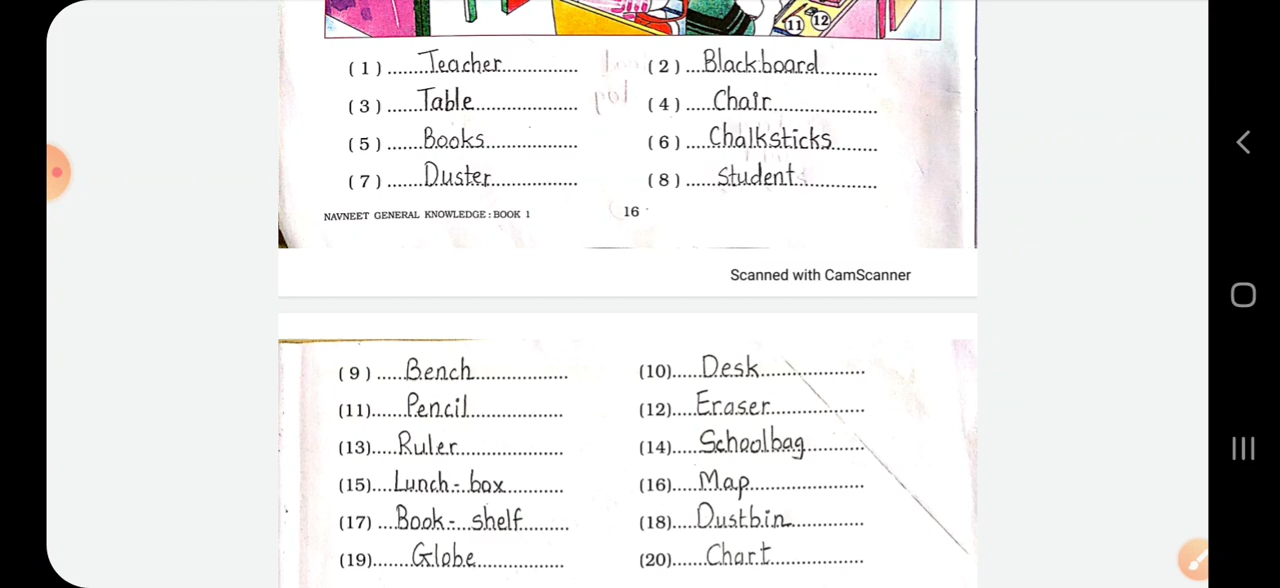 11 12
(1) Teacher (2) Blackboard
(3) Table (4) Chair
(5) Books (6) Chalksticks
(7) Duster (8) Student
NAVNEET GENERAL KNOWLEDGE : BOOK 1 16
Scanned with CamScanner
(9) Bench (10) Desk
(11) Pencil (12) Eraser
(13) Ruler (14) Schoolbag
(15) Lunch-box (16) Map
(17) Book-shelf (18) Dustbin
(19) Globe (20) Chart